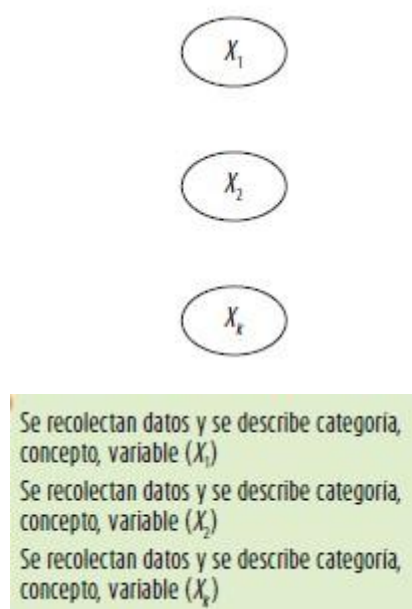 X₁
X₂
Xₖ
Se recolectan datos y se describe categoría,
concepto, variable (X₁)
Se recolectan datos y se describe categoría,
concepto, variable (X₂)
Se recolectan datos y se describe categoría,
concepto, variable (Xₖ)